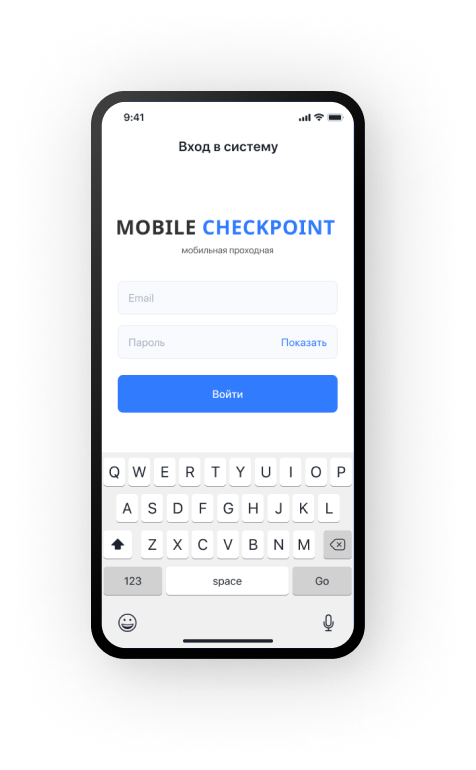 9:41
Вход в систему
MOBILE CHECKPOINT
мобильная проходная
Email
Пароль Показать
Войти
Q W E R T Y U I O P
A S D F G H J K L
Z X C V B N M
123 space Go